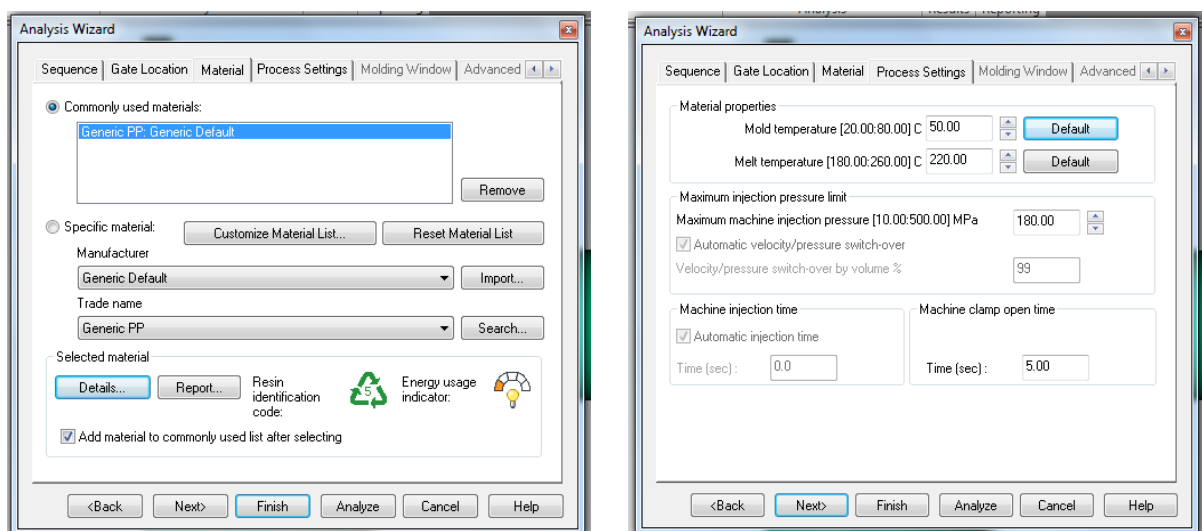 Analysis Results Reporting
Analysis Wizard
Sequence Gate Location Material Process Settings Molding Window Advanced
Commonly used materials:
Generic PP: Generic Default
Remove
Specific material: Customize Material List... Reset Material List
Manufacturer
Generic Default Import...
Trade name
Generic PP Search...
Selected material
Details... Report... Resin identification code: 5 Energy usage indicator:
Add material to commonly used list after selecting
<Back Next> Finish Analyze Cancel Help
Analysis Wizard
Sequence Gate Location Material Process Settings Molding Window Advanced
Material properties
Mold temperature [20.00:80.00] C 50.00 Default
Melt temperature [180.00:260.00] C 220.00 Default
Maximum injection pressure limit
Maximum machine injection pressure [10.00:500.00] MPa 180.00
Automatic velocity/pressure switch-over
Velocity/pressure switch-over by volume % 99
Machine injection time Machine clamp open time
Automatic injection time
Time (sec) : 0.0 Time (sec) : 5.00
<Back Next> Finish Analyze Cancel Help